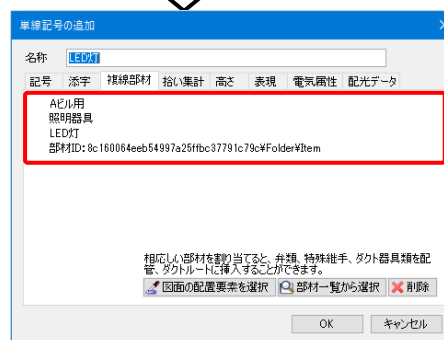 単線記号の追加
名称 LED灯
記号 添字 複線部材 拾い集計 高さ 表現 電気属性 配光データ
Aビル用
照明器具
LED灯
部材ID:8c160064eeb54997a25ffbc37791c79c¥Folder¥Item
相応しい部材を割り当てると、弁類、特殊継手、ダクト器具類を配
管、ダクトルートに挿入することができます。
図面の配置要素を選択 部材一覧から選択 削除
OK キャンセル